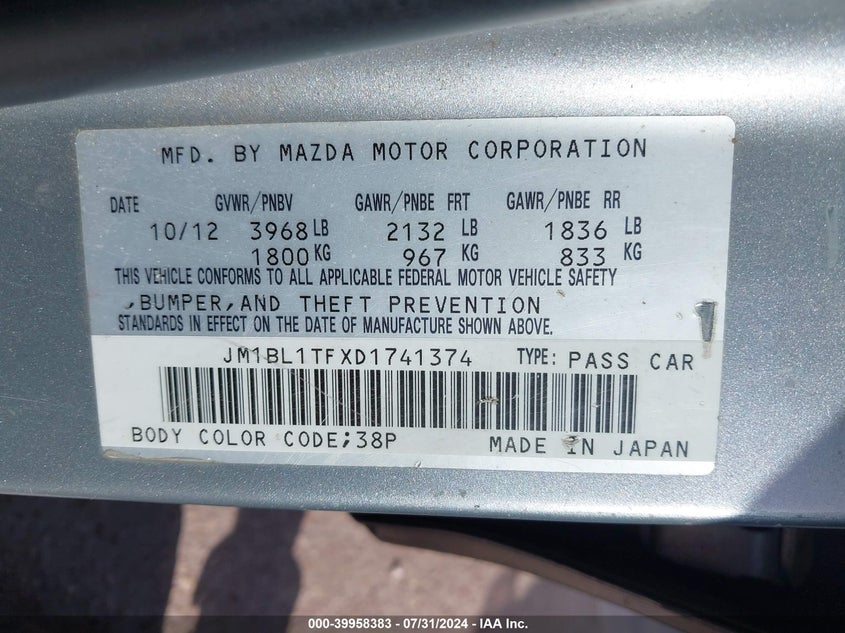 MFD. BY MAZDA MOTOR CORPORATION
DATE GVWR/PNBV GAWR/PNBE FRT GAWR/PNBE RR
10/12 3968 LB 2132 LB 1836 LB
1800 KG 967 KG 833 KG
THIS VEHICLE CONFORMS TO ALL APPLICABLE FEDERAL MOTOR VEHICLE SAFETY
,BUMPER,AND THEFT PREVENTION
STANDARDS IN EFFECT ON THE DATE OF MANUFACTURE SHOWN ABOVE.
JM1BL1TFXD1741374 TYPE: PASS CAR
BODY COLOR CODE;38P MADE IN JAPAN
000-39958383 - 07/31/2024 - IAA Inc.